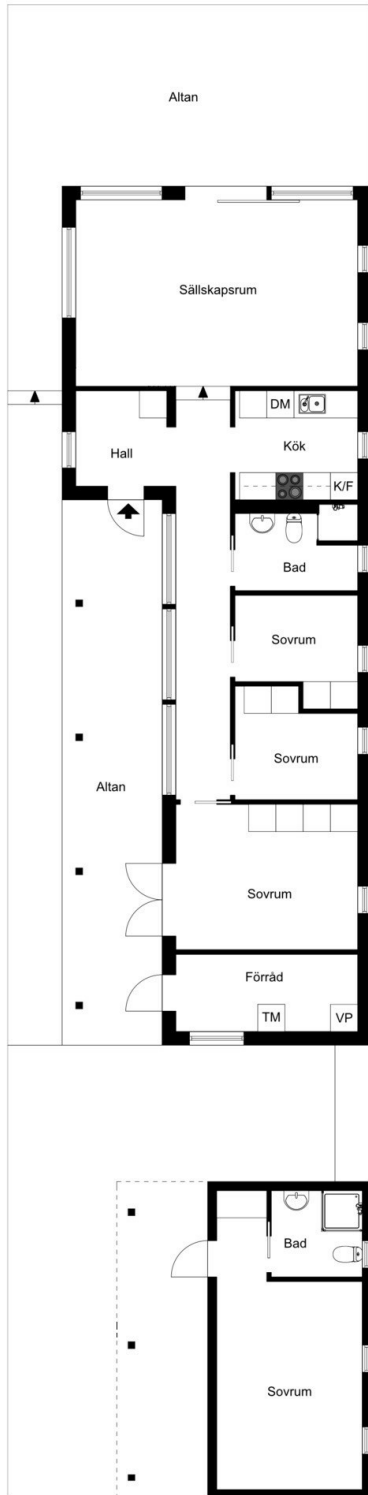 Altan
Sällskapsrum
DM
Hall
Kök
K/F
Bad
Sovrum
Sovrum
Altan
Sovrum
Förråd
TM
VP
Bad
Sovrum